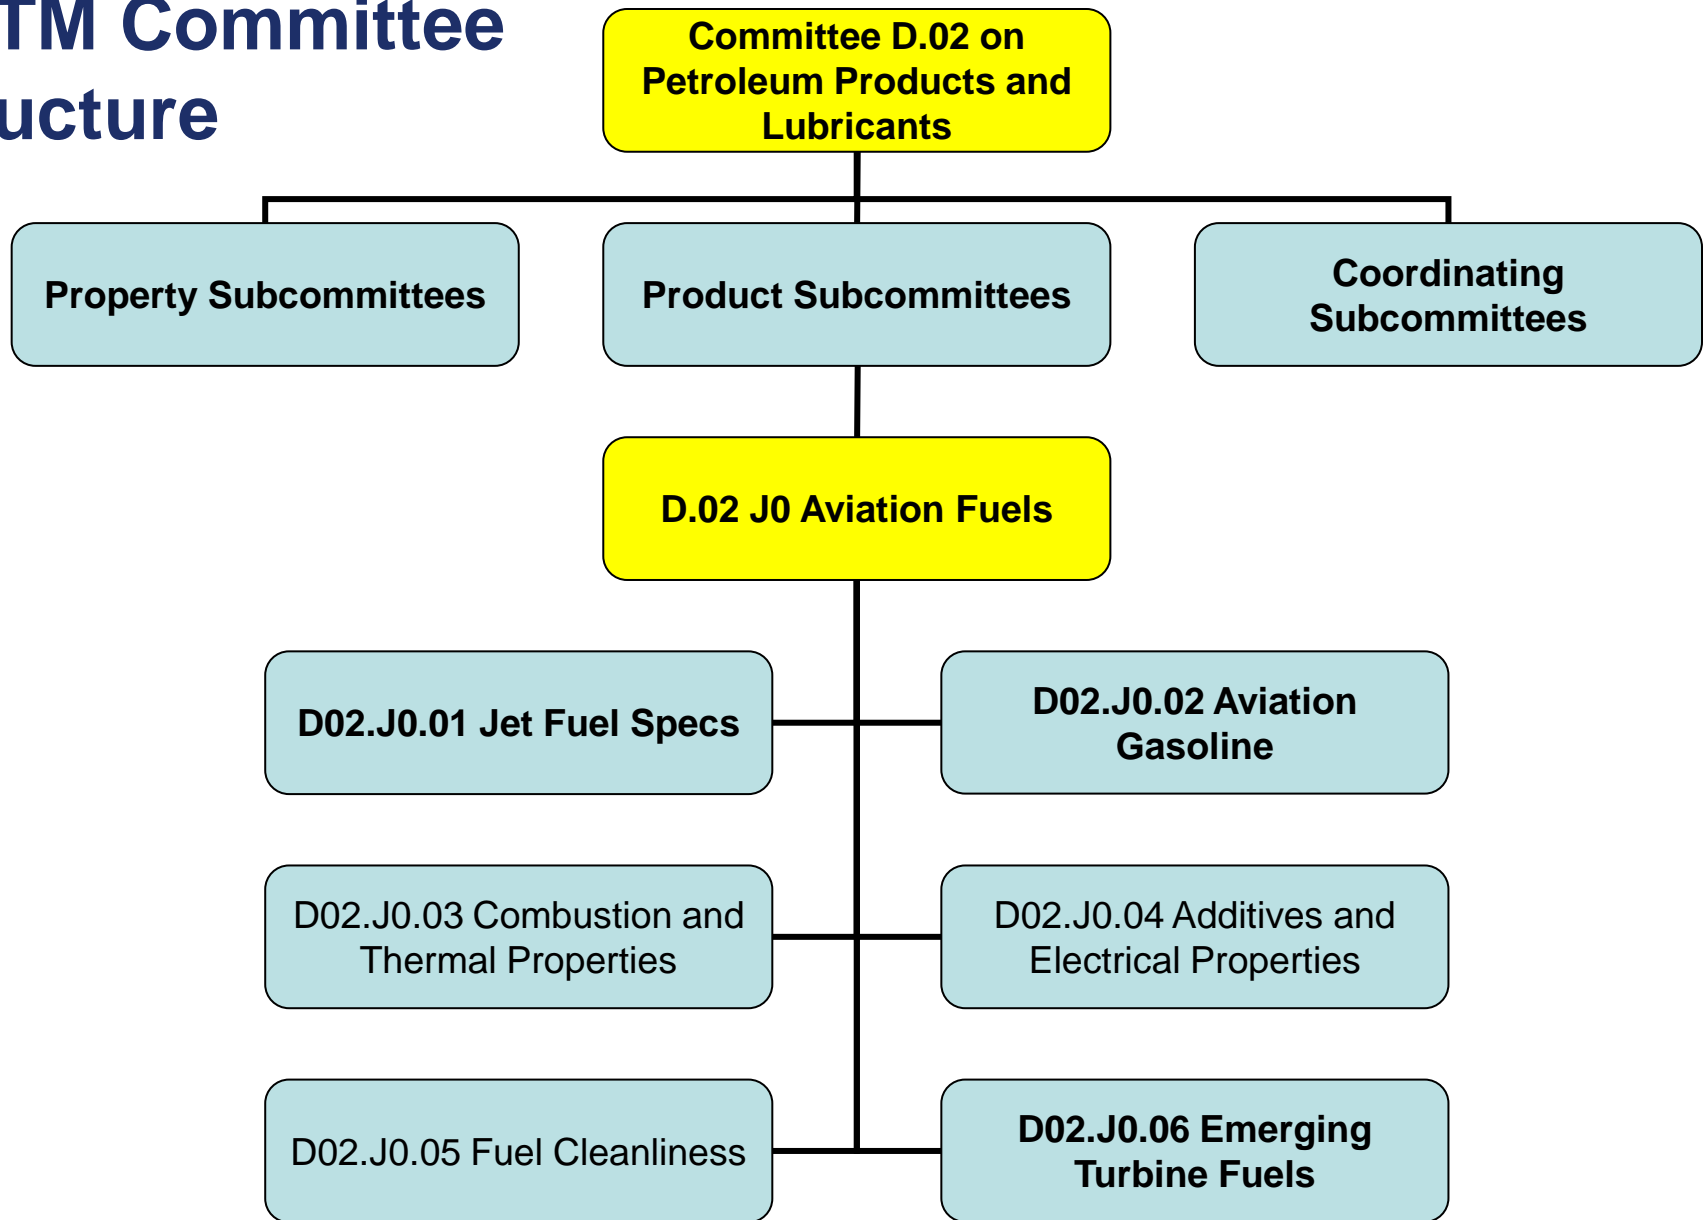 TM Committee
ucture
Committee D.02 on
Petroleum Products and
Lubricants
Property Subcommittees
Product Subcommittees
Coordinating
Subcommittees
D.02 J0 Aviation Fuels
D02.J0.01 Jet Fuel Specs
D02.J0.02 Aviation
Gasoline
D02.J0.03 Combustion and
Thermal Properties
D02.J0.04 Additives and
Electrical Properties
D02.J0.05 Fuel Cleanliness
D02.J0.06 Emerging
Turbine Fuels